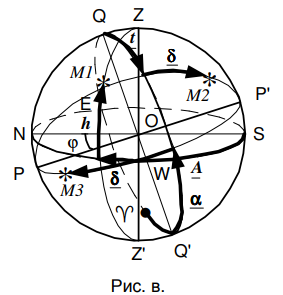 Q Z
t δ
M1 M2
E O P'
h
N S
φ
P W A
M3 δ α
♈
Z' Q'
Рис. в.